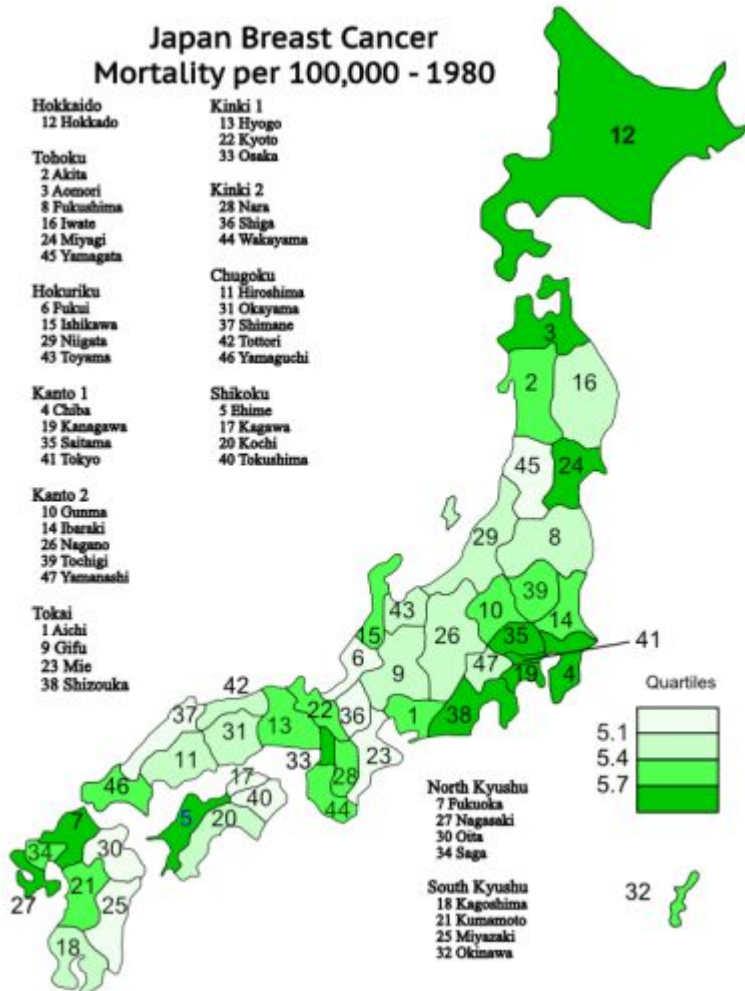 Japan Breast Cancer
Mortality per 100,000 - 1980
Hokkaido
12 Hokkado
Tohoku
2 Akita
3 Aomori
8 Fukushima
16 Iwate
24 Miyagi
45 Yamagata
Hokuriku
6 Fukui
15 Ishikawa
29 Niigata
43 Toyama
Kanto 1
4 Chiba
19 Kanagawa
35 Saitama
41 Tokyo
Kanto 2
10 Gunma
14 Ibaraki
26 Nagano
39 Tochigi
47 Yamanashi
Tokai
1 Aichi
9 Gifu
23 Mie
38 Shizouka
Kinki 1
13 Hyogo
22 Kyoto
33 Osaka
Kinki 2
28 Nara
36 Shiga
44 Wakayama
Chugoku
11 Hiroshima
31 Okayama
37 Shimane
42 Tottori
46 Yamaguchi
Shikoku
5 Ehime
17 Kagawa
20 Kochi
40 Tokushima
12
3
2
16
45
24
29
8
39
43
10
14
15
26
35
41
6
9
47
19
4
42
22
36
1
38
37
13
31
11
33
28
23
46
17
40
44
5
20
7
34
30
21
27
25
18
Quartiles
5.1
5.4
5.7
North Kyushu
7 Fukuoka
27 Nagasaki
30 Oita
34 Saga
South Kyushu
18 Kagoshima
21 Kumamoto
25 Miyazaki
32 Okinawa
32